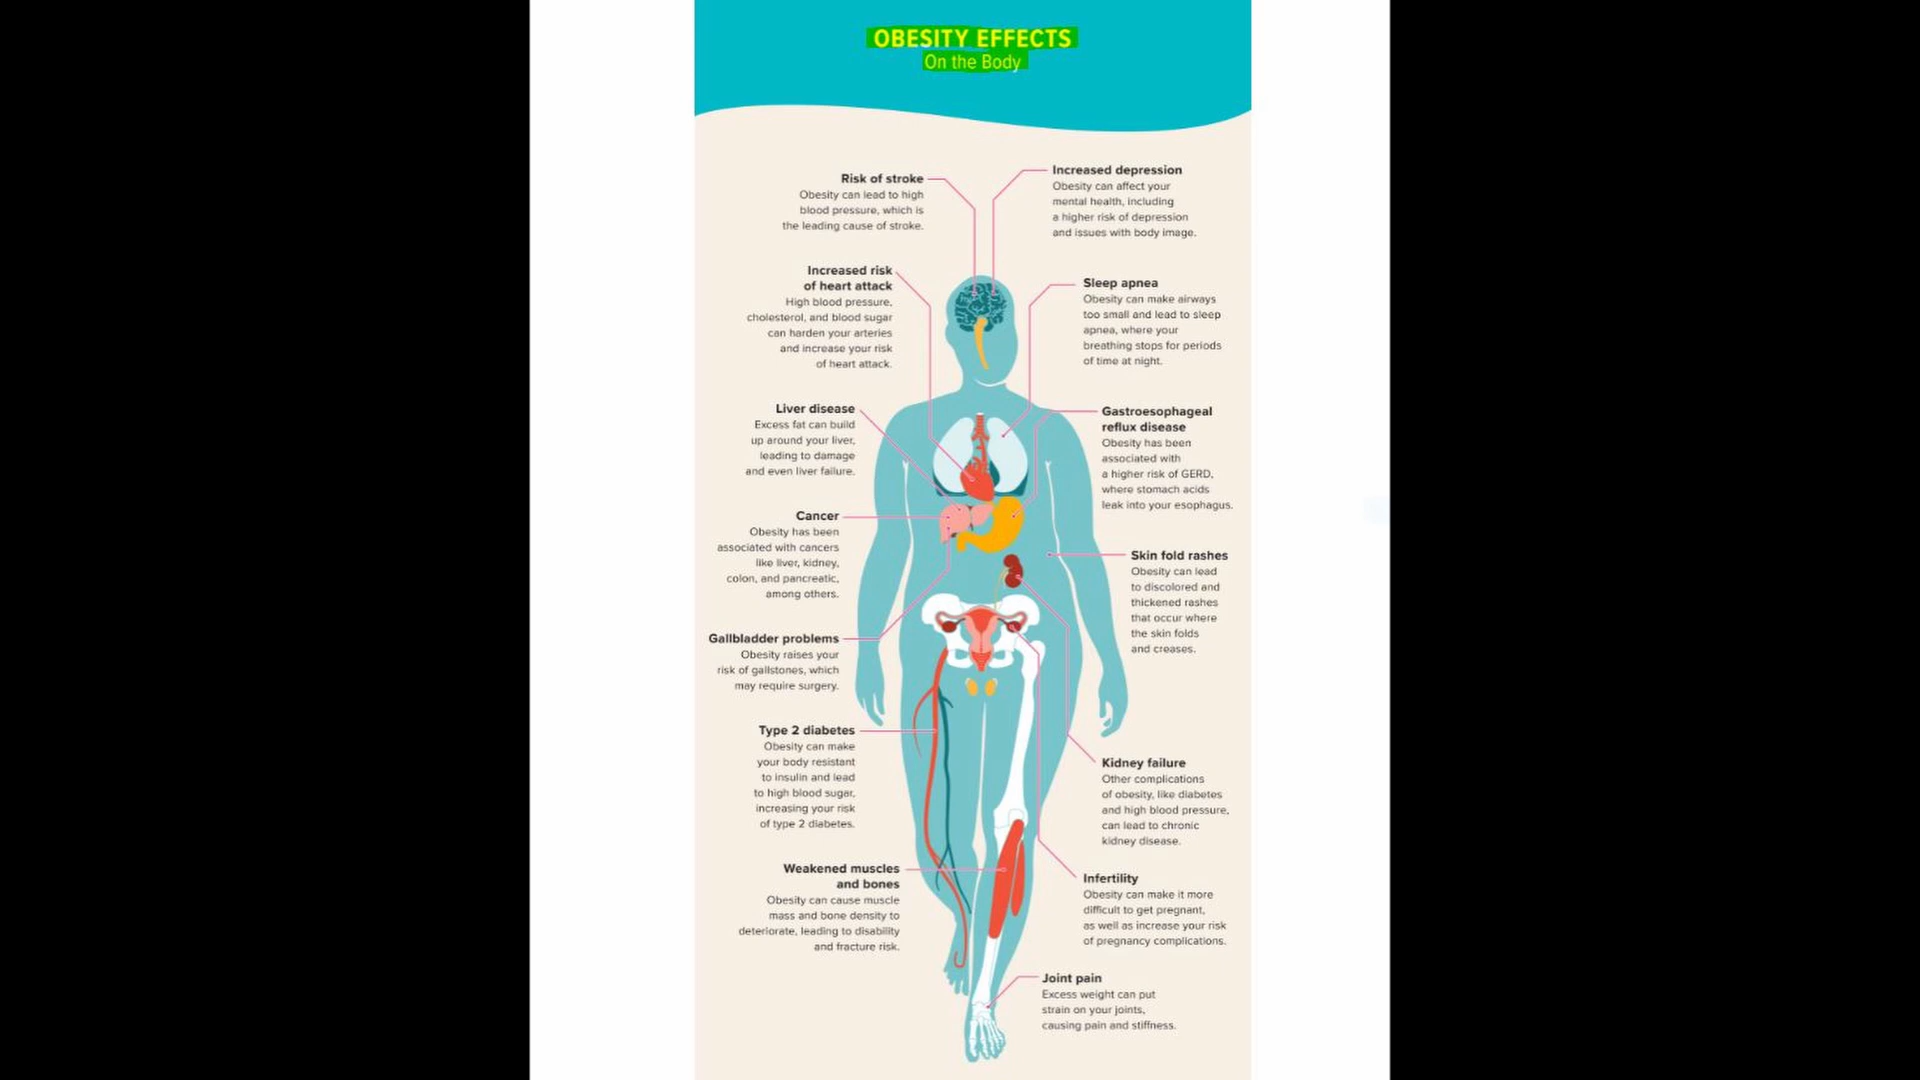 OBESITY EFFECTS
On the Body
Risk of stroke
Obesity can lead to high
blood pressure, which is
the leading cause of stroke.
Increased depression
Obesity can affect your
mental health, including
a higher risk of depression
and issues with body image.
Increased risk
of heart attack
High blood pressure,
cholesterol, and blood sugar
can harden your arteries
and increase your risk
of heart attack.
Sleep apnea
Obesity can make airways
too small and lead to sleep
apnea, where your
breathing stops for periods
of time at night.
Liver disease
Excess fat can build
up around your liver,
leading to damage
and even liver failure.
Gastroesophageal
reflux disease
Obesity has been
associated with
a higher risk of GERD,
where stomach acids
leak into your esophagus.
Cancer
Obesity has been
associated with cancers
like liver, kidney,
colon, and pancreatic,
among others.
Skin fold rashes
Obesity can lead
to discolored and
thickened rashes
that occur where
the skin folds
and creases.
Gallbladder problems
Obesity raises your
risk of gallstones, which
may require surgery.
Type 2 diabetes
Obesity can make
your body resistant
to insulin and lead
to high blood sugar,
increasing your risk
of type 2 diabetes.
Kidney failure
Other complications
of obesity, like diabetes
and high blood pressure,
can lead to chronic
kidney disease.
Weakened muscles
and bones
Obesity can cause muscle
mass and bone density to
deteriorate, leading to disability
and fracture risk.
Infertility
Obesity can make it more
difficult to get pregnant,
as well as increase your risk
of pregnancy complications.
Joint pain
Excess weight can put
strain on your joints,
causing pain and stiffness.